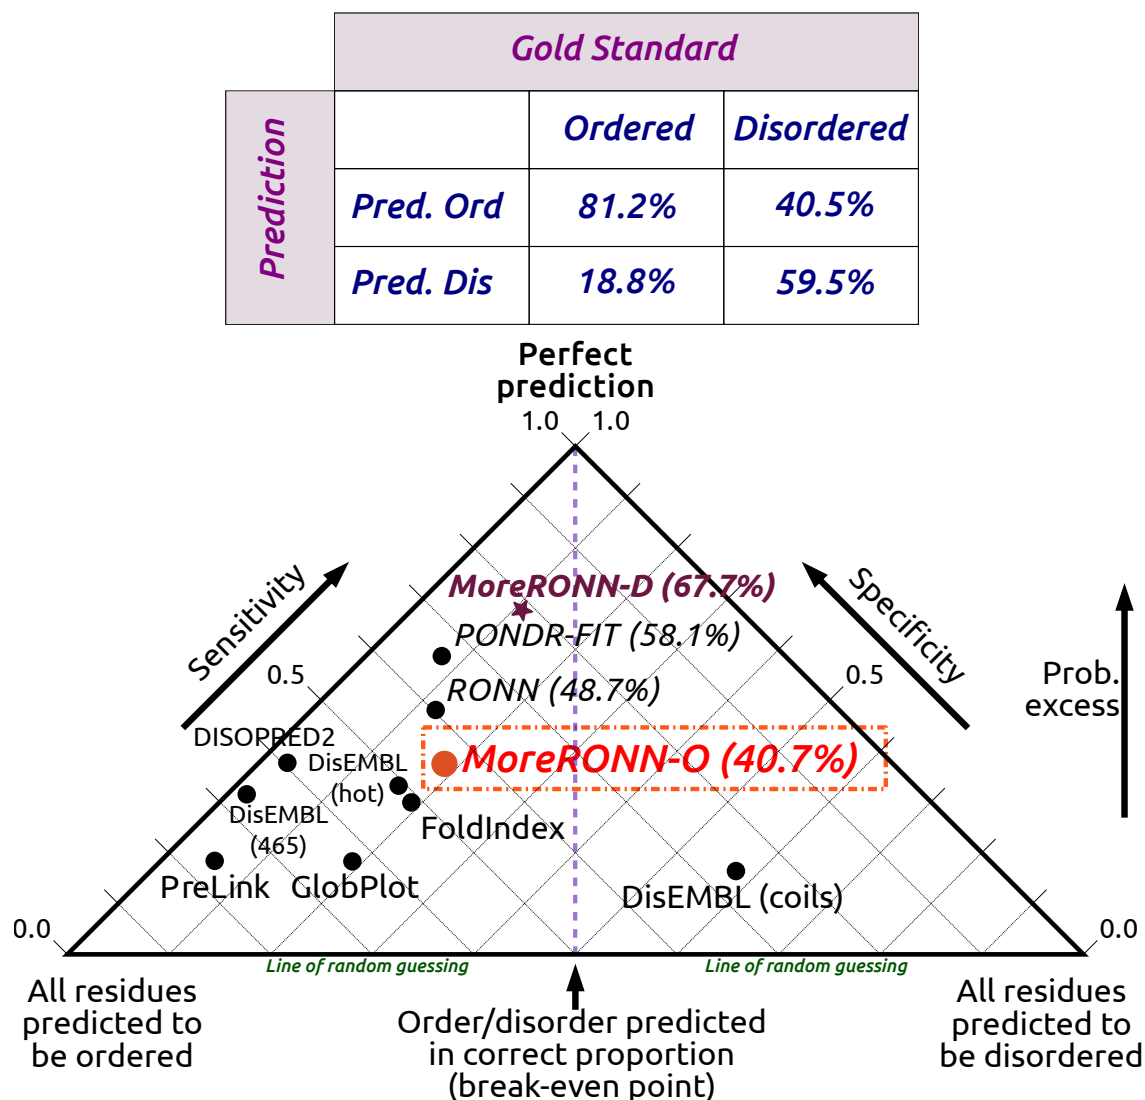 Gold Standard
Prediction
Ordered
Disordered
Pred. Ord
81.2%
40.5%
Pred. Dis
18.8%
59.5%
Perfect
prediction
1.0
1.0
MoreRONN-D (67.7%)
Sensitivity
Specificity
PONDR-FIT (58.1%)
0.5
0.5
Prob.
excess
RONN (48.7%)
DISOPRED2
MoreRONN-O (40.7%)
DisEMBL
(hot)
DisEMBL
(465)
FoldIndex
PreLink
GlobPlot
DisEMBL (coils)
0.0
0.0
Line of random guessing
Line of random guessing
All residues
predicted to
be ordered
Order/disorder predicted
in correct proportion
(break-even point)
All residues
predicted to
be disordered